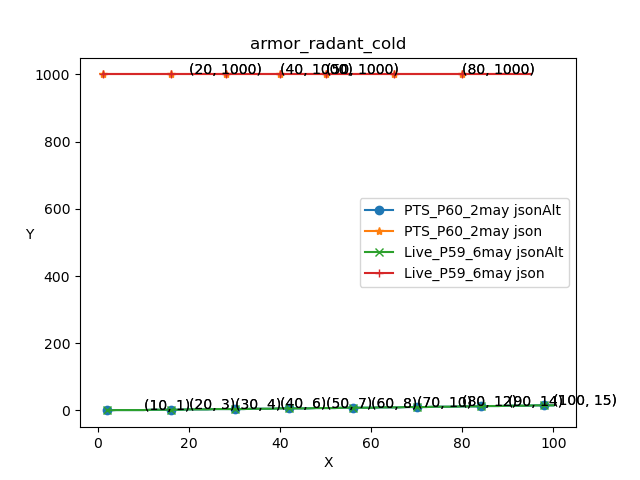 armor_radant_cold
1000
(20, 1000)
(40, 1000)
(50, 1000)
(80, 1000)
800
600
PTS_P60_2may jsonAlt
PTS_P60_2may json
Y
Live_P59_6may jsonAlt
400
Live_P59_6may json
200
0
(10, 1)
(20, 3)
(30, 4)
(40, 6)
(50, 7)
(60, 8)
(70, 10)
(80, 12)
(90, 14)
(100, 15)
0 20 40 60 80 100
X